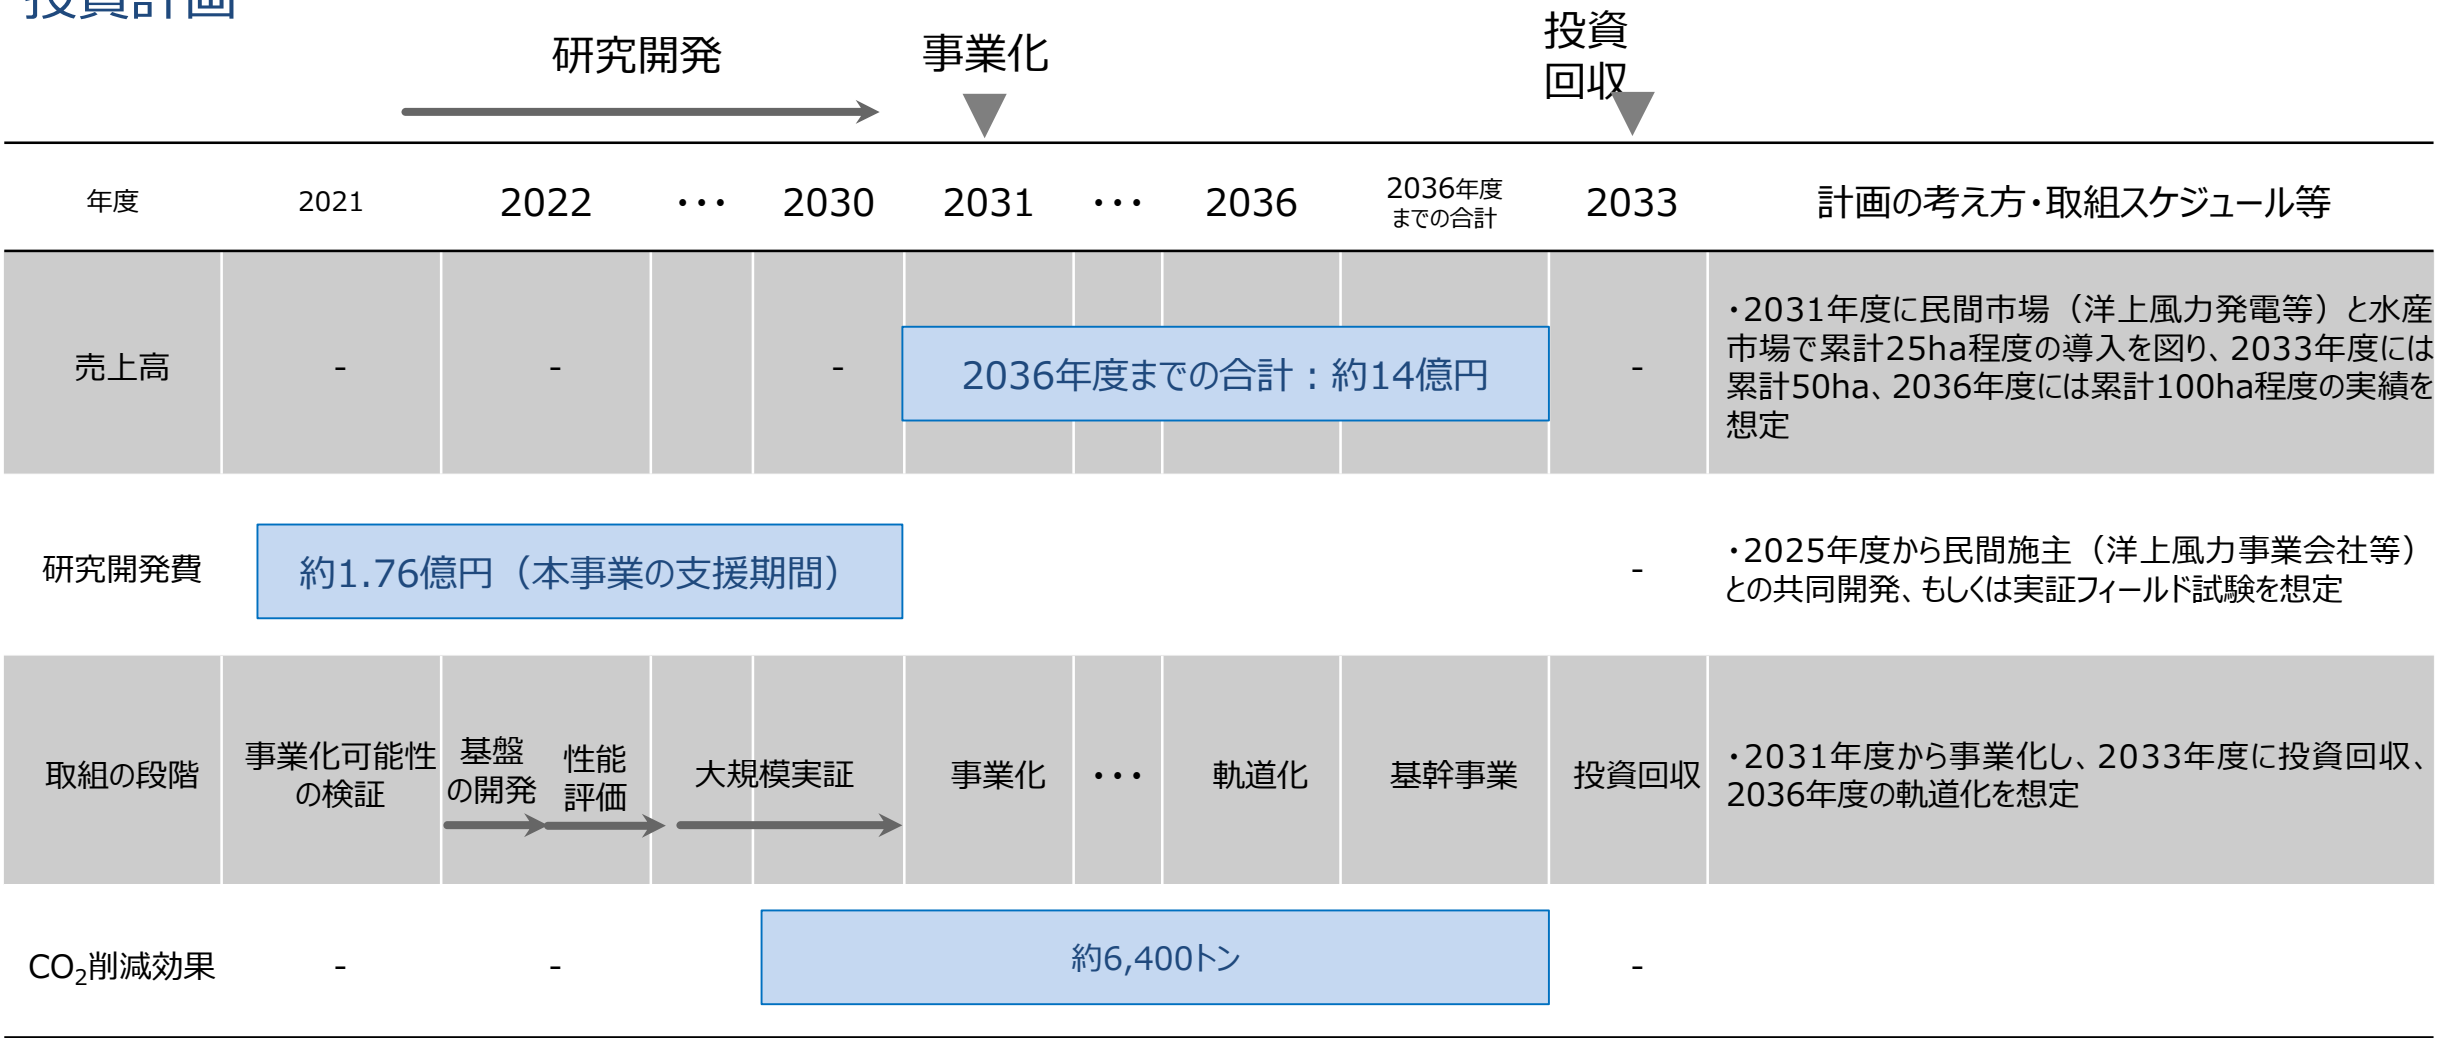 投資計画
研究開発
事業化
投資
回収
年度
2021
2022
・・・
2030
2031
・・・
2036
2036年度
までの合計
2033
計画の考え方・取組スケジュール等
売上高
-
-
-
2036年度までの合計：約14億円
-
・2031年度に民間市場（洋上風力発電等）と水産
市場で累計25ha程度の導入を図り、2033年度には
累計50ha、2036年度には累計100ha程度の実績を
想定
研究開発費
約1.76億円（本事業の支援期間）
-
・2025年度から民間施主（洋上風力事業会社等）
との共同開発、もしくは実証フィールド試験を想定
取組の段階
事業化可能性
の検証
基盤
の開発
性能
評価
大規模実証
事業化
・・・
軌道化
基幹事業
投資回収
・2031年度から事業化し、2033年度に投資回収、
2036年度の軌道化を想定
CO₂削減効果
-
-
約6,400トン
-